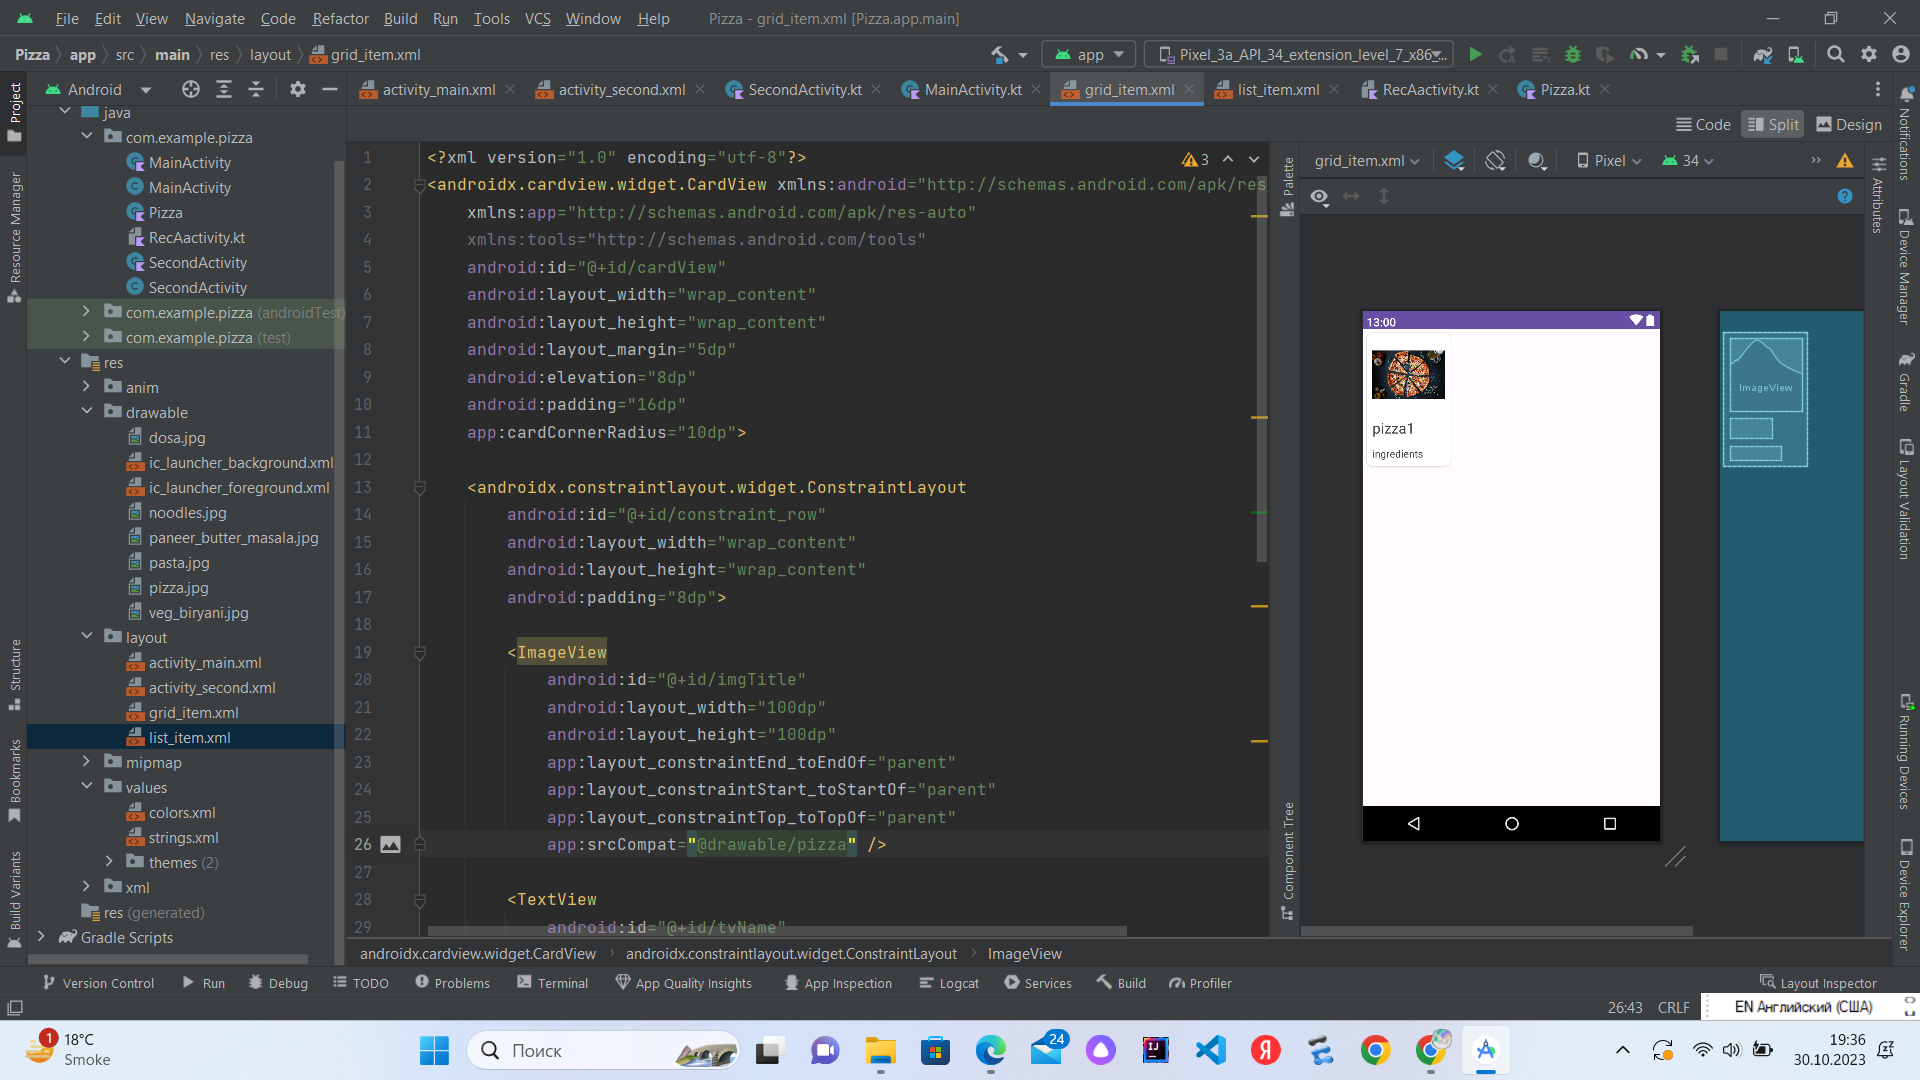 File Edit View Navigate Code Refactor Build Run Tools VCS Window Help Pizza - grid_item.xml [Pizza.app.main]
Pizza app src main res layout grid_item.xml app Pixel_3a_API_34_extension_level_7_x86...
Android activity_main.xml activity_second.xml SecondActivity.kt MainActivity.kt grid_item.xml list_item.xml RecAactivity.kt Pizza.kt
Code Split Design
Project
Resource Manager
Structure
Bookmarks
Build Variants
java
com.example.pizza
MainActivity
MainActivity
Pizza
RecAactivity.kt
SecondActivity
SecondActivity
com.example.pizza (androidTest)
com.example.pizza (test)
res
anim
drawable
dosa.jpg
ic_launcher_background.xml
ic_launcher_foreground.xml
noodles.jpg
paneer_butter_masala.jpg
pasta.jpg
pizza.jpg
veg_biryani.jpg
layout
activity_main.xml
activity_second.xml
grid_item.xml
list_item.xml
mipmap
values
colors.xml
strings.xml
themes (2)
xml
res (generated)
Gradle Scripts
1 <?xml version="1.0" encoding="utf-8"?> 3
2 <androidx.cardview.widget.CardView xmlns:android="http://schemas.android.com/apk/res
3 xmlns:app="http://schemas.android.com/apk/res-auto"
4 xmlns:tools="http://schemas.android.com/tools"
5 android:id="@+id/cardView"
6 android:layout_width="wrap_content"
7 android:layout_height="wrap_content"
8 android:layout_margin="5dp"
9 android:elevation="8dp"
10 android:padding="16dp"
11 app:cardCornerRadius="10dp">
12
13 <androidx.constraintlayout.widget.ConstraintLayout
14 android:id="@+id/constraint_row"
15 android:layout_width="wrap_content"
16 android:layout_height="wrap_content"
17 android:padding="8dp">
18
19 <ImageView
20 android:id="@+id/imgTitle"
21 android:layout_width="100dp"
22 android:layout_height="100dp"
23 app:layout_constraintEnd_toEndOf="parent"
24 app:layout_constraintStart_toStartOf="parent"
25 app:layout_constraintTop_toTopOf="parent"
26 app:srcCompat="@drawable/pizza" />
27
28 <TextView
29 android:id="@+id/tvName"
Palette
Component Tree
grid_item.xml Pixel 34
13:00
pizza1
ingredients
ImageView
Notifications
Attributes
Device Manager
Gradle
Layout Validation
Running Devices
Device Explorer
androidx.cardview.widget.CardView androidx.constraintlayout.widget.ConstraintLayout ImageView
Version Control Run Debug TODO Problems Terminal App Quality Insights App Inspection Logcat Services Build Profiler Layout Inspector
26:43 CRLF EN Английский (США)
1 18°C
Smoke
Поиск
24
IJ
Я
19:36
30.10.2023